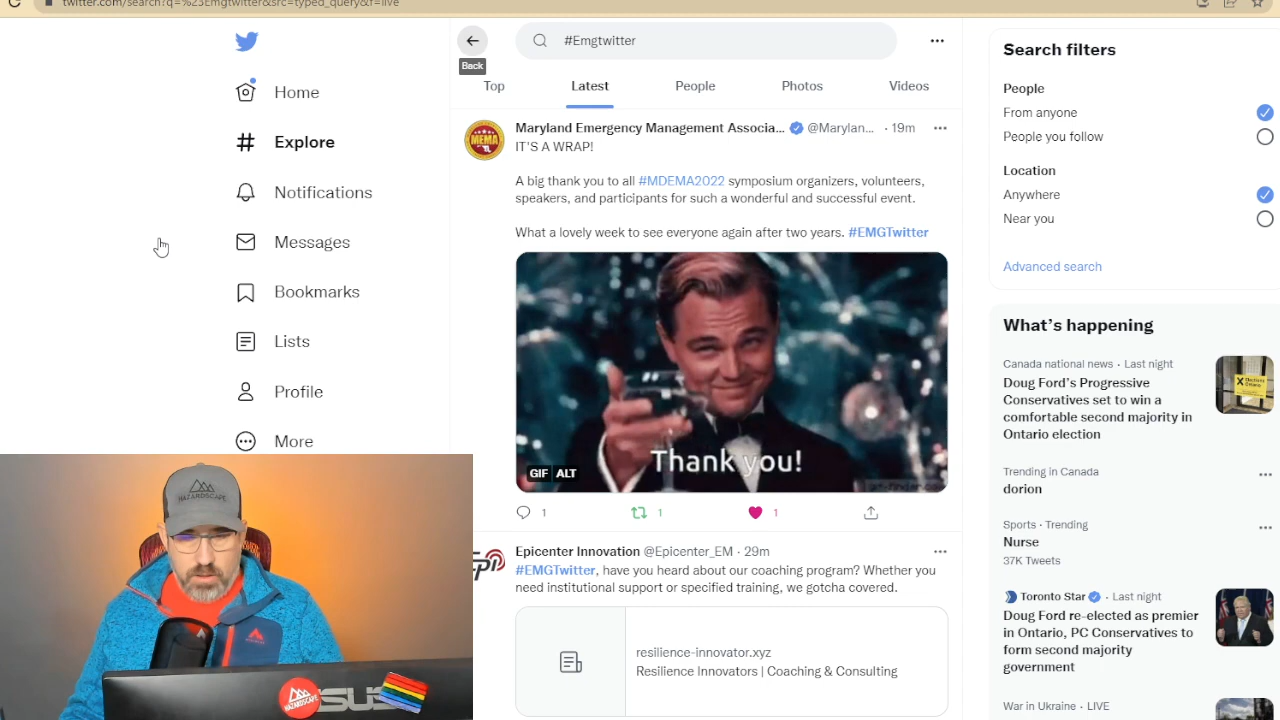 twitter.com/search?q=%23Emgtwitter&src=typed_query&f=live
#Emgtwitter
Back
Top
Latest
People
Photos
Videos
Home
Explore
Notifications
Messages
Bookmarks
Lists
Profile
More
MEMA
Maryland Emergency Management Associa... @Marylan... · 19m
IT'S A WRAP!
A big thank you to all #MDEMA2022 symposium organizers, volunteers,
speakers, and participants for such a wonderful and successful event.
What a lovely week to see everyone again after two years. #EMGTwitter
Thank you!
GIF ALT
1
1
1
Epicenter Innovation @Epicenter_EM · 29m
#EMGTwitter, have you heard about our coaching program? Whether you
need institutional support or specified training, we gotcha covered.
resilience-innovator.xyz
Resilience Innovators | Coaching & Consulting
Search filters
People
From anyone
People you follow
Location
Anywhere
Near you
Advanced search
What's happening
Canada national news · Last night
Doug Ford's Progressive
Conservatives set to win a
comfortable second majority in
Ontario election
Trending in Canada
dorion
Sports · Trending
Nurse
37K Tweets
Toronto Star · Last night
Doug Ford re-elected as premier
in Ontario, PC Conservatives to
form second majority
government
War in Ukraine · LIVE
HAZARDSCAPE
HAZARDSCAPE
ASUS